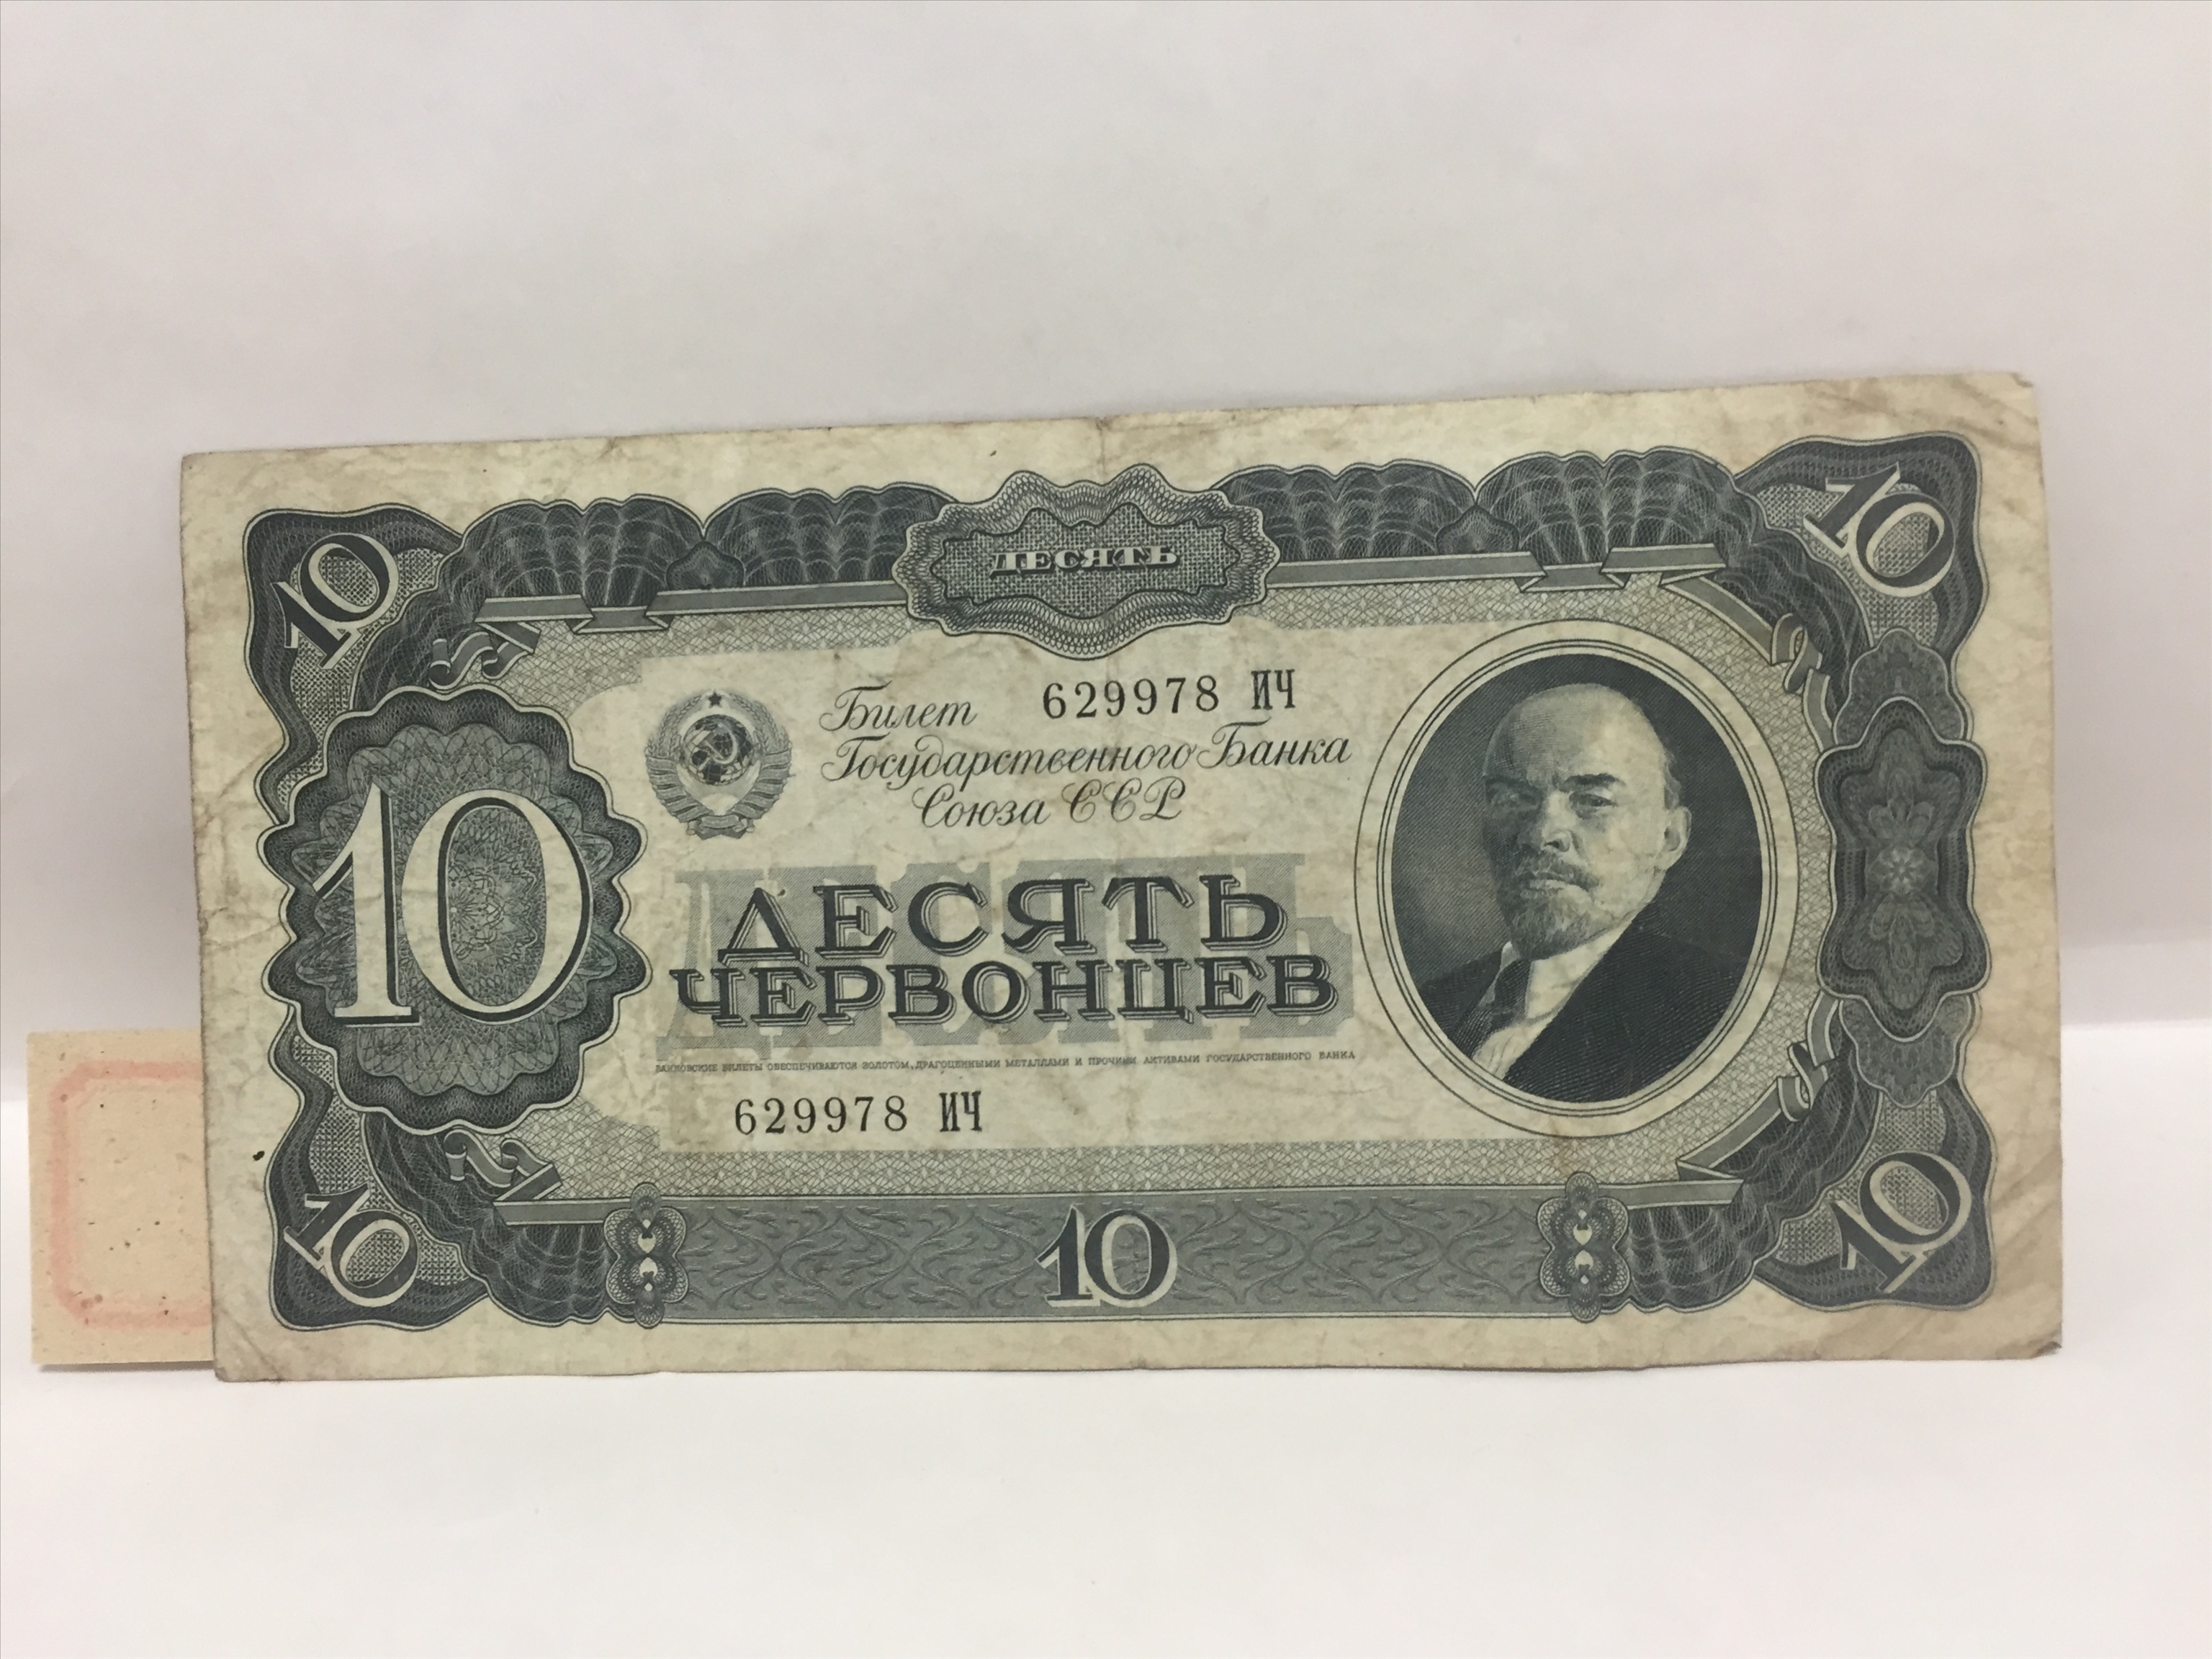 10
ДЕСЯТЬ
10
Билет 629978 ИЧ
Государственного Банка
Союза ССР
10
ДЕСЯТЬ
ДЕСЯТЬ
ЧЕРВОНЦЕВ
БАНКОВСКИЕ БИЛЕТЫ ОБЕСПЕЧИВАЮТСЯ ЗОЛОТОМ, ДРАГОЦЕННЫМИ МЕТАЛЛАМИ И ПРОЧИМИ АКТИВАМИ ГОСУДАРСТВЕННОГО БАНКА
629978 ИЧ
10
10
10